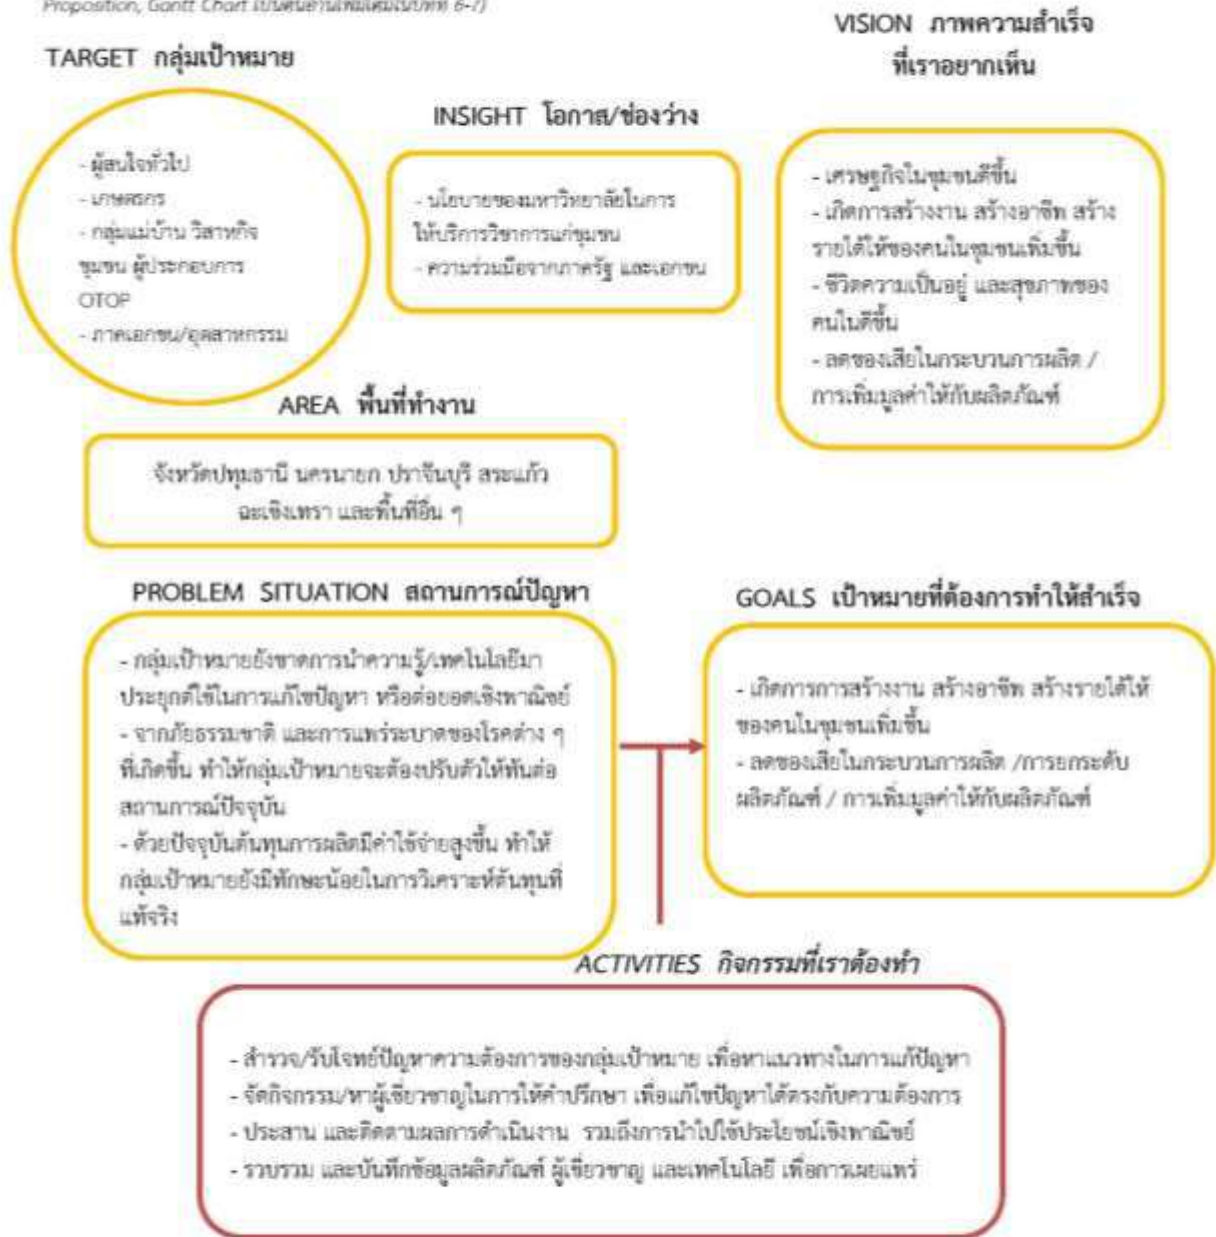 Proposition, Gantt Chart เป็นต้นอ่านเพิ่มเติมในบทที่ 6-7)
TARGET กลุ่มเป้าหมาย
- ผู้สนใจทั่วไป
- เกษตรกร
- กลุ่มแม่บ้าน วิสาหกิจ
ชุมชน ผู้ประกอบการ
OTOP
- ภาคเอกชน/อุตสาหกรรม
INSIGHT โอกาส/ช่องว่าง
- นโยบายของมหาวิทยาลัยในการ
ให้บริการวิชาการแก่ชุมชน
- ความร่วมมือจากภาครัฐ และเอกชน
VISION ภาพความสำเร็จ
ที่เราอยากเห็น
- เศรษฐกิจในชุมชนดีขึ้น
- เกิดการสร้างงาน สร้างอาชีพ สร้าง
รายได้ให้ของคนในชุมชนเพิ่มขึ้น
- ชีวิตความเป็นอยู่ และสุขภาพของ
คนในดีขึ้น
- ลดของเสียในกระบวนการผลิต /
การเพิ่มมูลค่าให้กับผลิตภัณฑ์
AREA พื้นที่ทำงาน
จังหวัดปทุมธานี นครนายก ปราจีนบุรี สระแก้ว
ฉะเชิงเทรา และพื้นที่อื่น ๆ
PROBLEM SITUATION สถานการณ์ปัญหา
- กลุ่มเป้าหมายยังขาดการนำความรู้/เทคโนโลยีมา
ประยุกต์ใช้ในการแก้ไขปัญหา หรือต่อยอดเชิงพาณิชย์
- จากภัยธรรมชาติ และการแพร่ระบาดของโรคต่าง ๆ
ที่เกิดขึ้น ทำให้กลุ่มเป้าหมายจะต้องปรับตัวให้ทันต่อ
สถานการณ์ปัจจุบัน
- ด้วยปัจจุบันต้นทุนการผลิตมีค่าใช้จ่ายสูงขึ้น ทำให้
กลุ่มเป้าหมายยังมีทักษะน้อยในการวิเคราะห์ต้นทุนที่
แท้จริง
GOALS เป้าหมายที่ต้องการทำให้สำเร็จ
- เกิดการการสร้างงาน สร้างอาชีพ สร้างรายได้ให้
ของคนในชุมชนเพิ่มขึ้น
- ลดของเสียในกระบวนการผลิต /การยกระดับ
ผลิตภัณฑ์ / การเพิ่มมูลค่าให้กับผลิตภัณฑ์
ACTIVITIES กิจกรรมที่เราต้องทำ
- สำรวจ/รับโจทย์ปัญหาความต้องการของกลุ่มเป้าหมาย เพื่อหาแนวทางในการแก้ปัญหา
- จัดกิจกรรม/หาผู้เชี่ยวชาญในการให้คำปรึกษา เพื่อแก้ไขปัญหาได้ตรงกับความต้องการ
- ประสาน และติดตามผลการดำเนินงาน รวมถึงการนำไปใช้ประโยชน์เชิงพาณิชย์
- รวบรวม และบันทึกข้อมูลผลิตภัณฑ์ ผู้เชี่ยวชาญ และเทคโนโลยี เพื่อการเผยแพร่